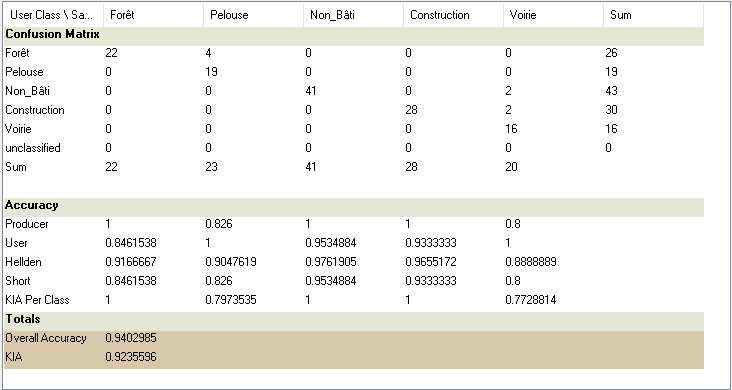 User Class \ Sa... Forêt Pelouse Non_Bâti Construction Voirie Sum
Confusion Matrix
Forêt 22 4 0 0 0 26
Pelouse 0 19 0 0 0 19
Non_Bâti 0 0 41 0 2 43
Construction 0 0 0 28 2 30
Voirie 0 0 0 0 16 16
unclassified 0 0 0 0 0 0
Sum 22 23 41 28 20
Accuracy
Producer 1 0.826 1 1 0.8
User 0.8461538 1 0.9534884 0.9333333 1
Hellden 0.9166667 0.9047619 0.9761905 0.9655172 0.8888889
Short 0.8461538 0.826 0.9534884 0.9333333 0.8
KIA Per Class 1 0.7973535 1 1 0.7728814
Totals
Overall Accuracy 0.9402985
KIA 0.9235596